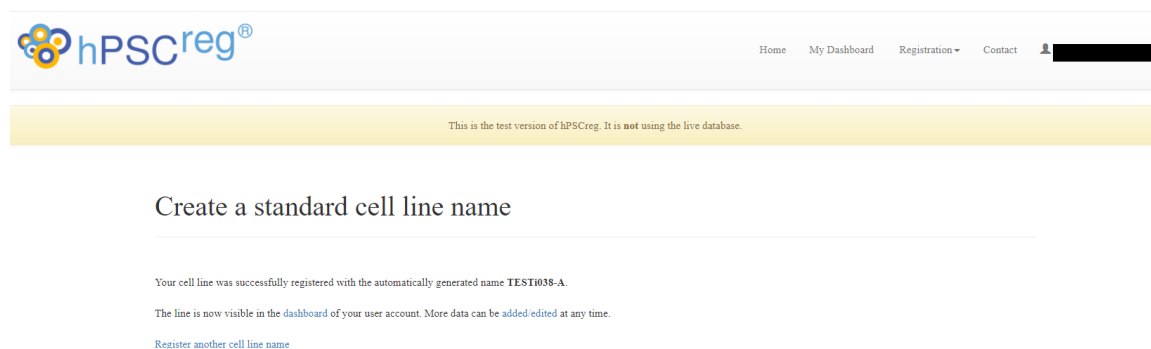 hPSCreg®
Home My Dashboard Registration Contact
This is the test version of hPSCreg. It is not using the live database.
Create a standard cell line name
Your cell line was successfully registered with the automatically generated name TESTi038-A.
The line is now visible in the dashboard of your user account. More data can be added/edited at any time.
Register another cell line name